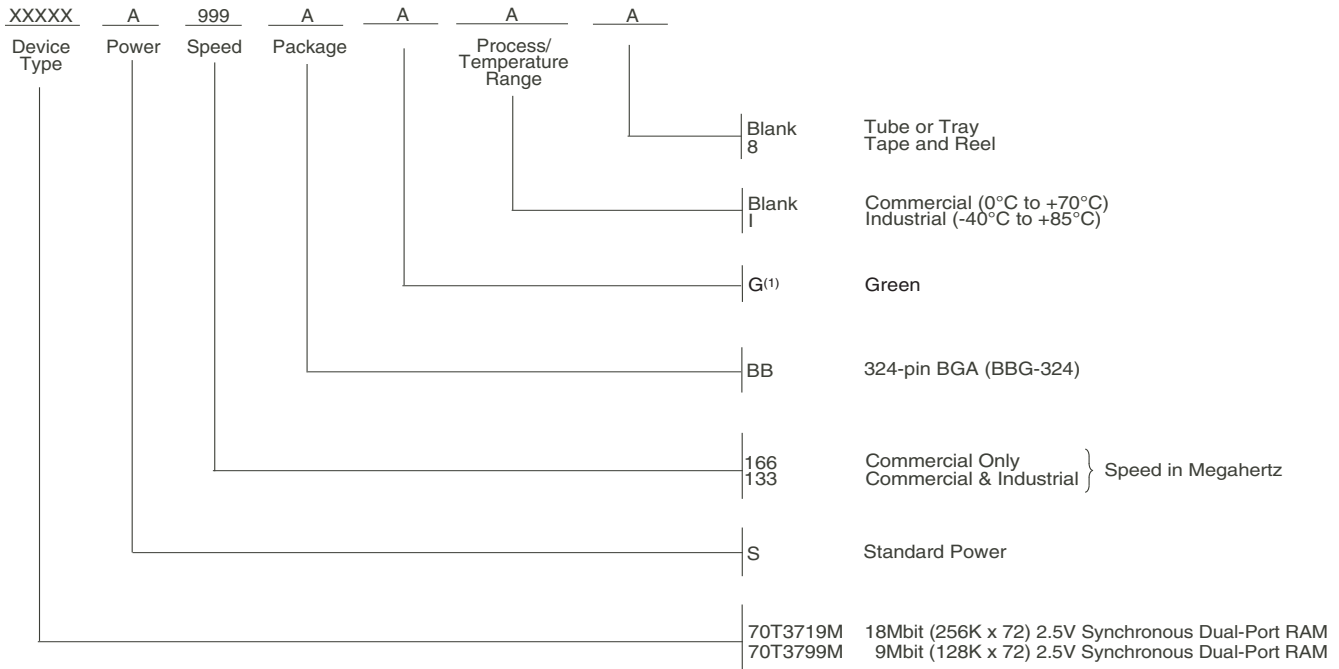 XXXXX A 999 A A A A
Device Type
Power
Speed
Package
Process/
Temperature
Range
Blank Tube or Tray
8 Tape and Reel
Blank Commercial (0°C to +70°C)
I Industrial (-40°C to +85°C)
G(1) Green
BB 324-pin BGA (BBG-324)
166 Commercial Only
133 Commercial & Industrial
Speed in Megahertz
S Standard Power
70T3719M 18Mbit (256K x 72) 2.5V Synchronous Dual-Port RAM
70T3799M 9Mbit (128K x 72) 2.5V Synchronous Dual-Port RAM